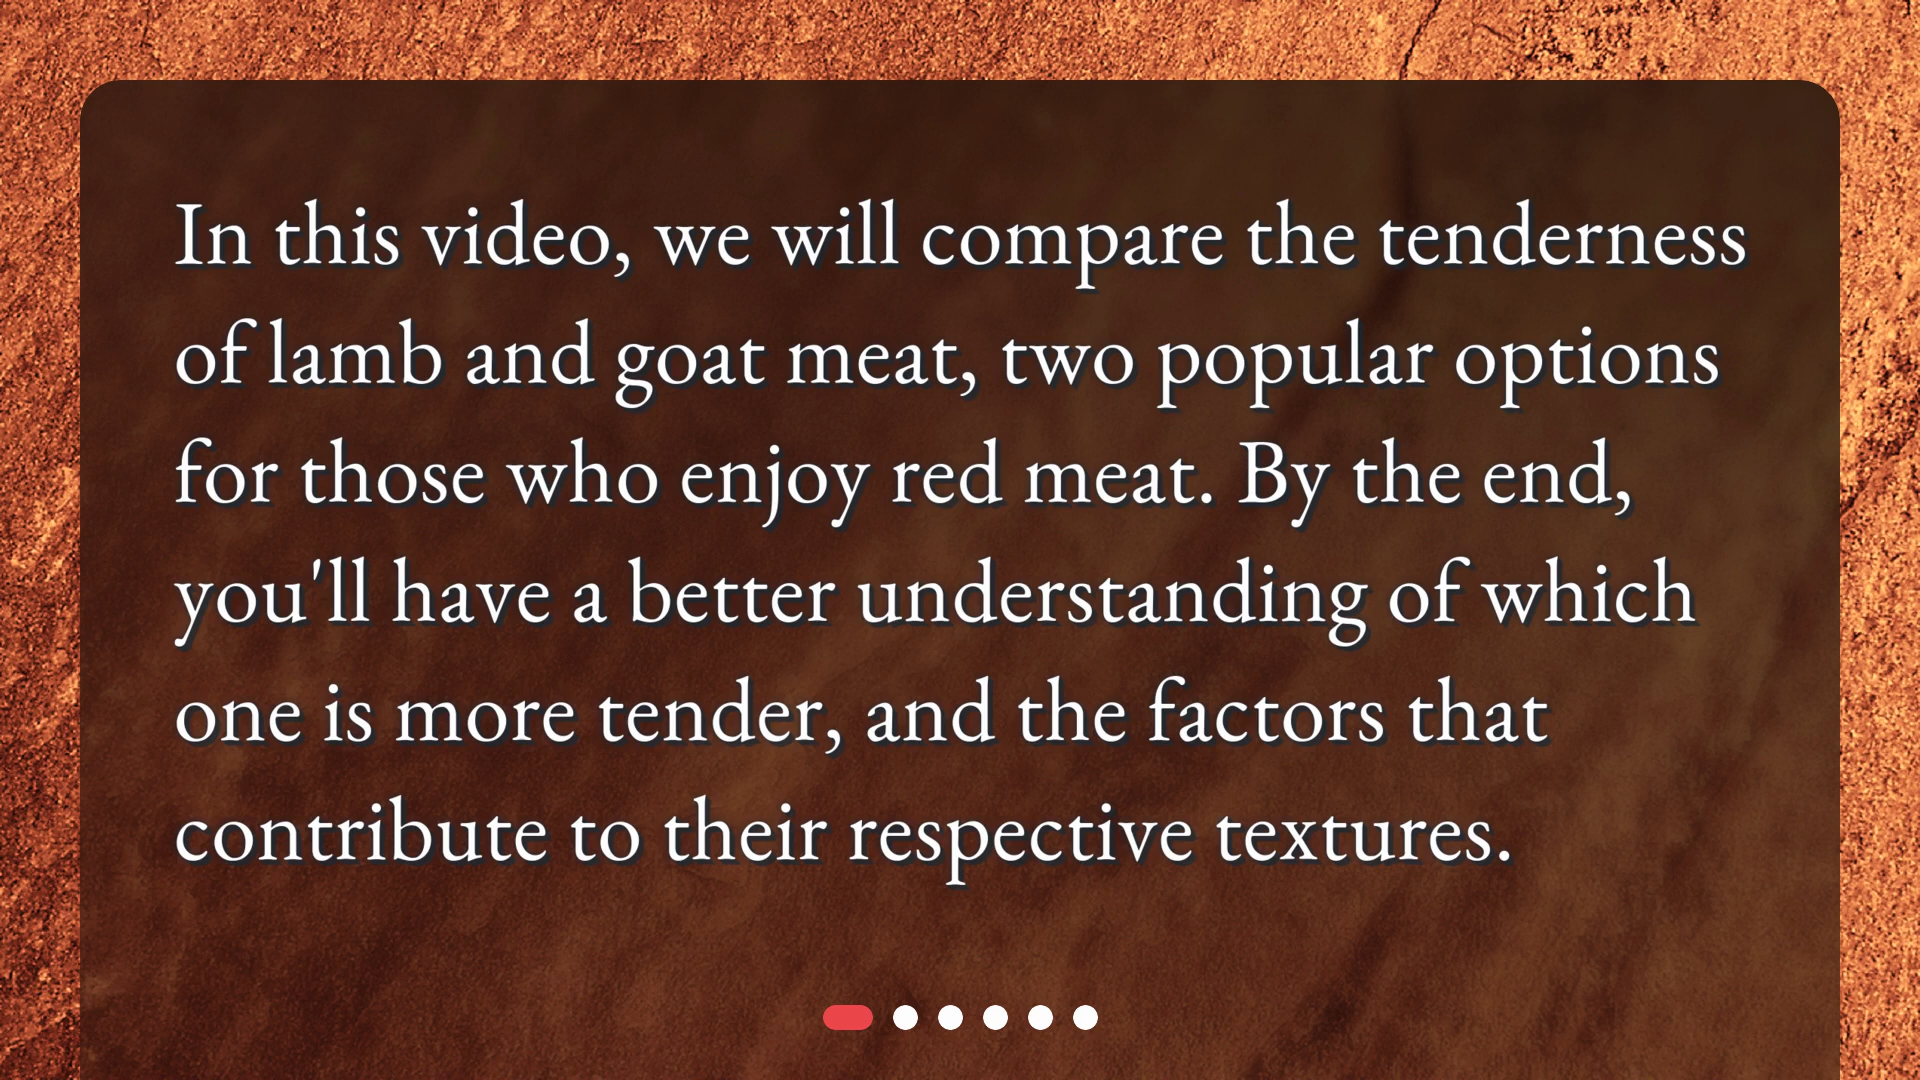 In this video, we will compare the tenderness
of lamb and goat meat, two popular options
for those who enjoy red meat. By the end,
you'll have a better understanding of which
one is more tender, and the factors that
contribute to their respective textures.